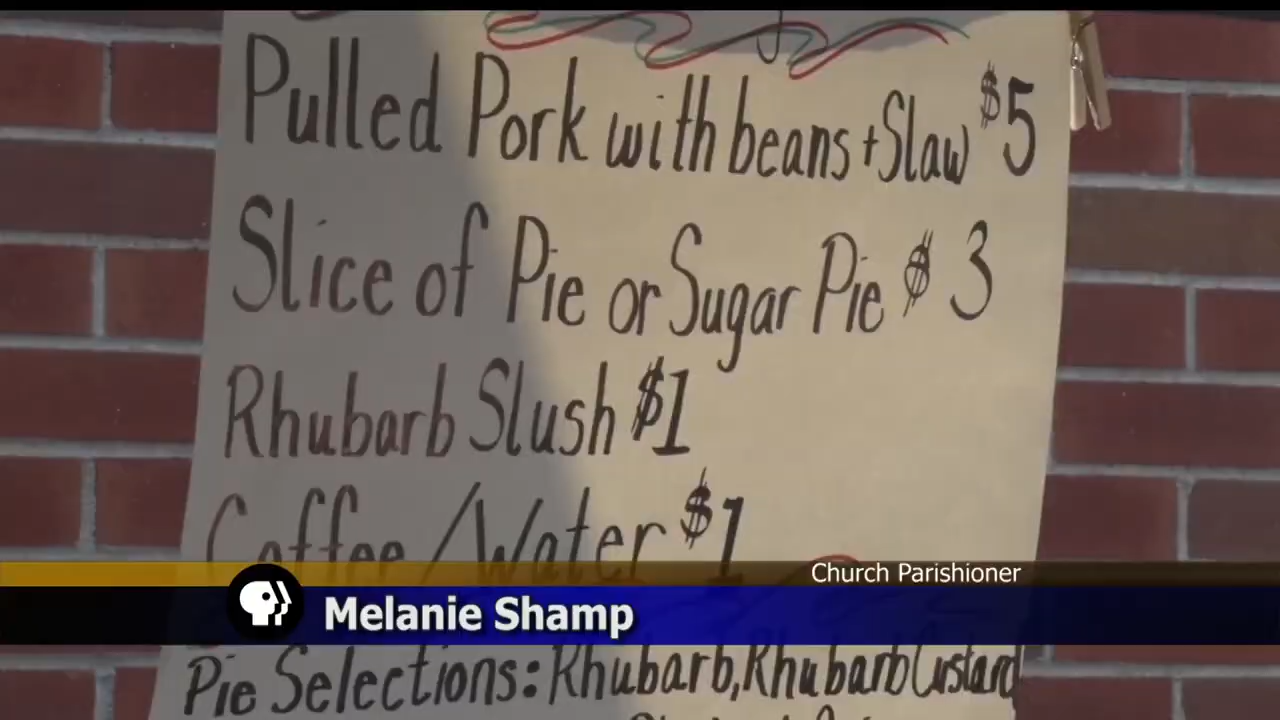 Pulled Pork with beans + Slaw $5
Slice of Pie or Sugar Pie $3
Rhubarb Slush $1
Coffee/Water $1
Church Parishioner
Melanie Shamp
Pie Selections: Rhubarb, Rhubarb Custard